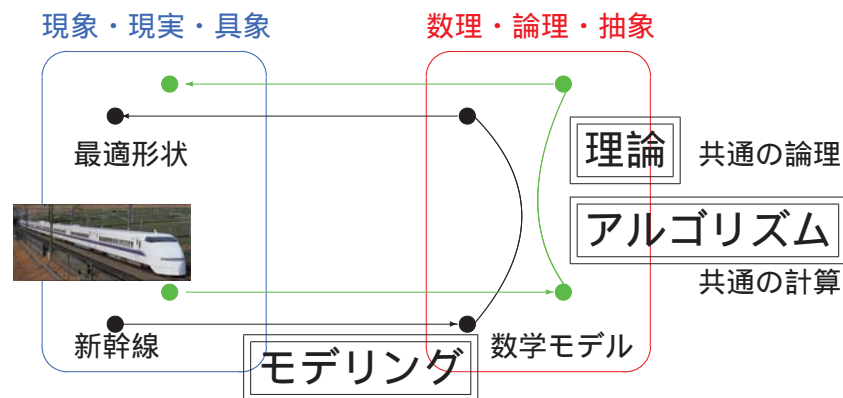 現象・現実・具象
数理・論理・抽象
最適形状
理論
共通の論理
アルゴリズム
共通の計算
新幹線
数学モデル
モデリング